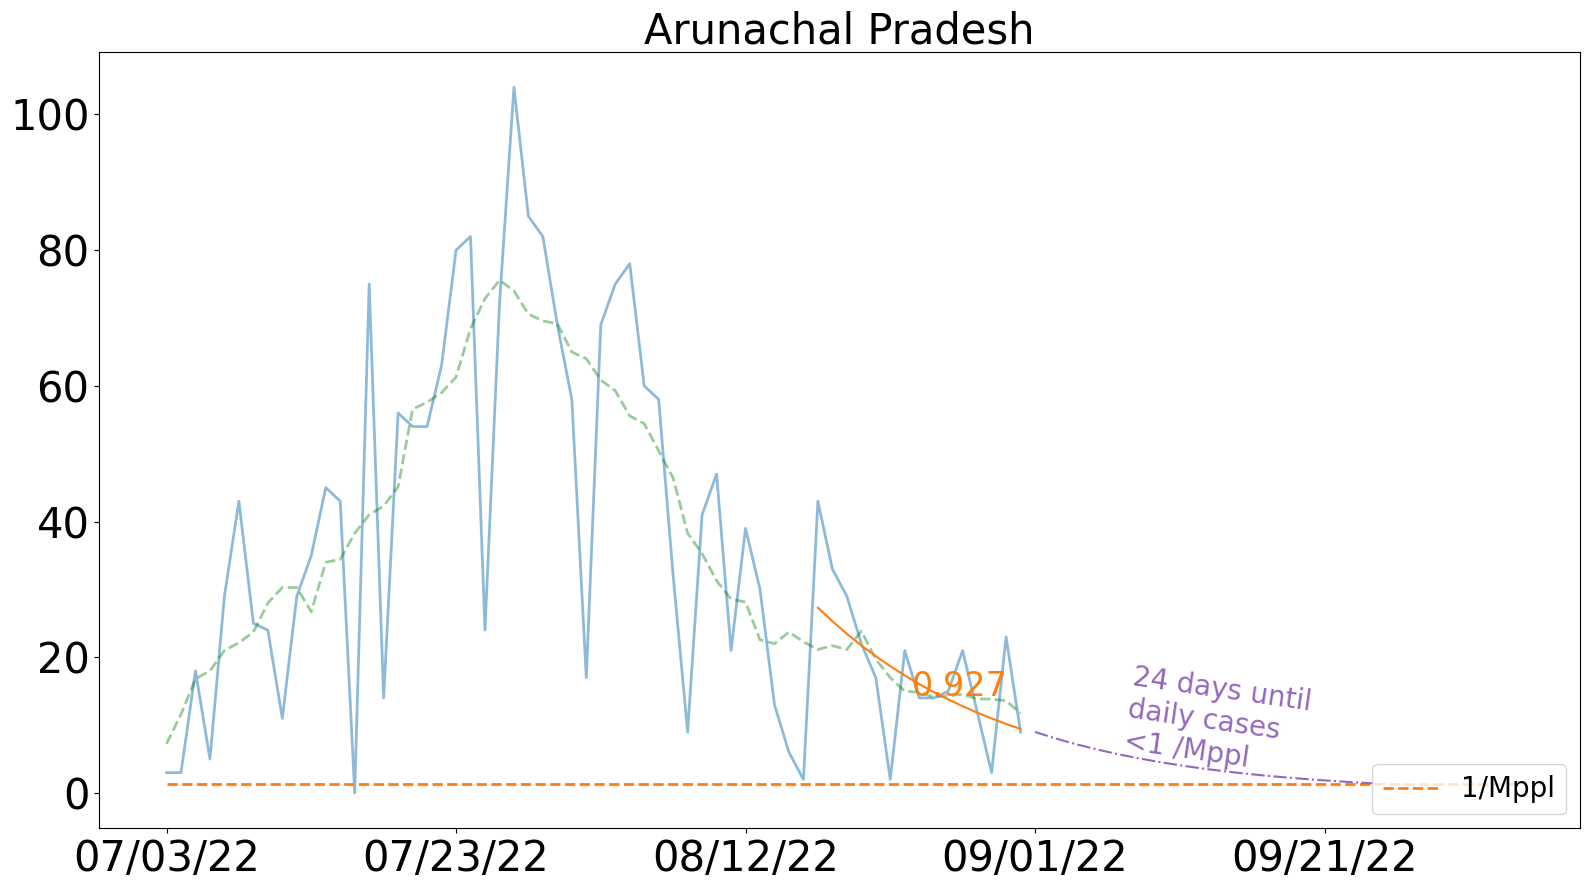 Arunachal Pradesh
100
80
60
40
20
0
0.927
24 days until
daily cases
<1 /Mppl
1/Mppl
07/03/22
07/23/22
08/12/22
09/01/22
09/21/22